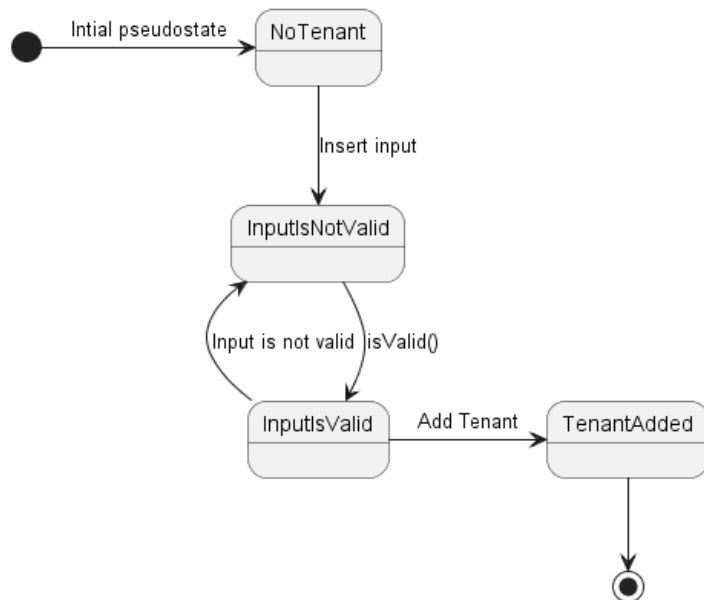 Intial pseudostate
NoTenant
Insert input
InputIsNotValid
Input is not valid
isValid()
InputIsValid
Add Tenant
TenantAdded